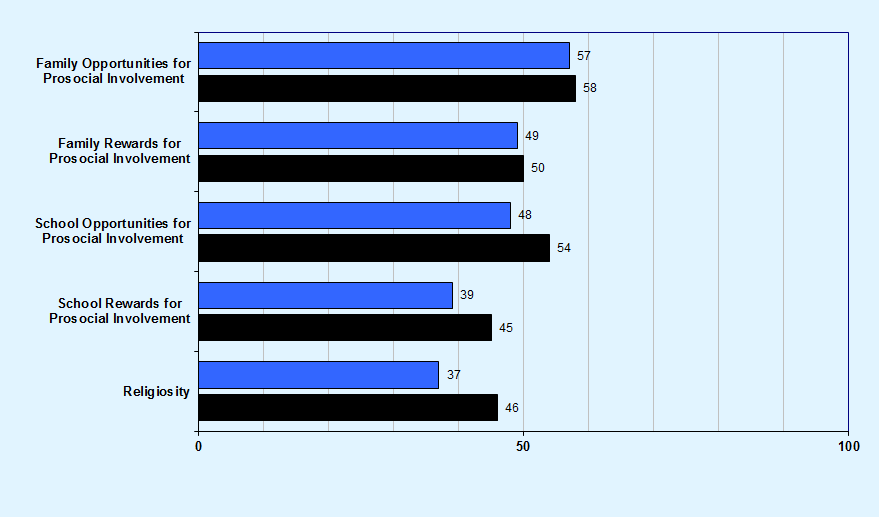 Family Opportunities for
Prosocial Involvement
57
58
Family Rewards for
Prosocial Involvement
49
50
School Opportunities for
Prosocial Involvement
48
54
School Rewards for
Prosocial Involvement
39
45
Religiosity
37
46
0
50
100